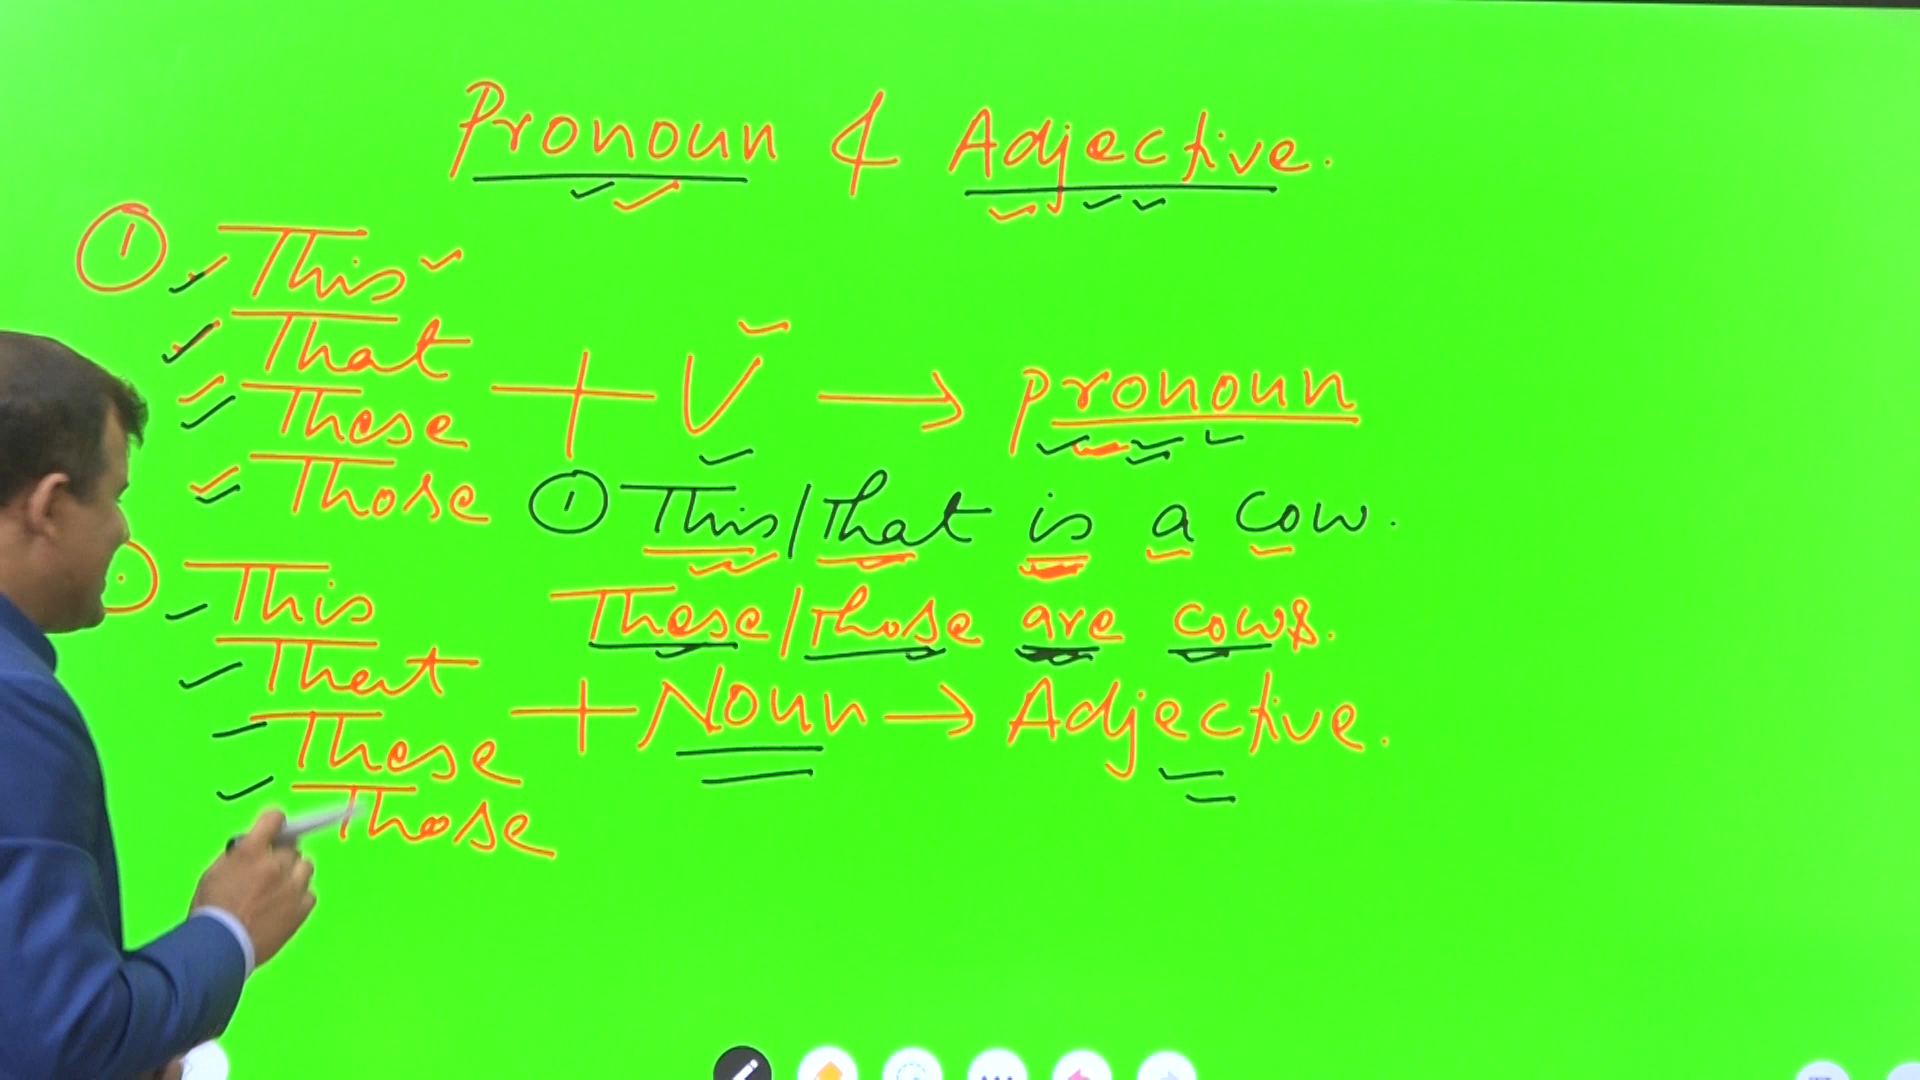 Pronoun & Adjective.
① This
That
These + V → pronoun
Those
① This/That is a cow.
These/Those are cows.
This
That
These + Noun → Adjective.
Those